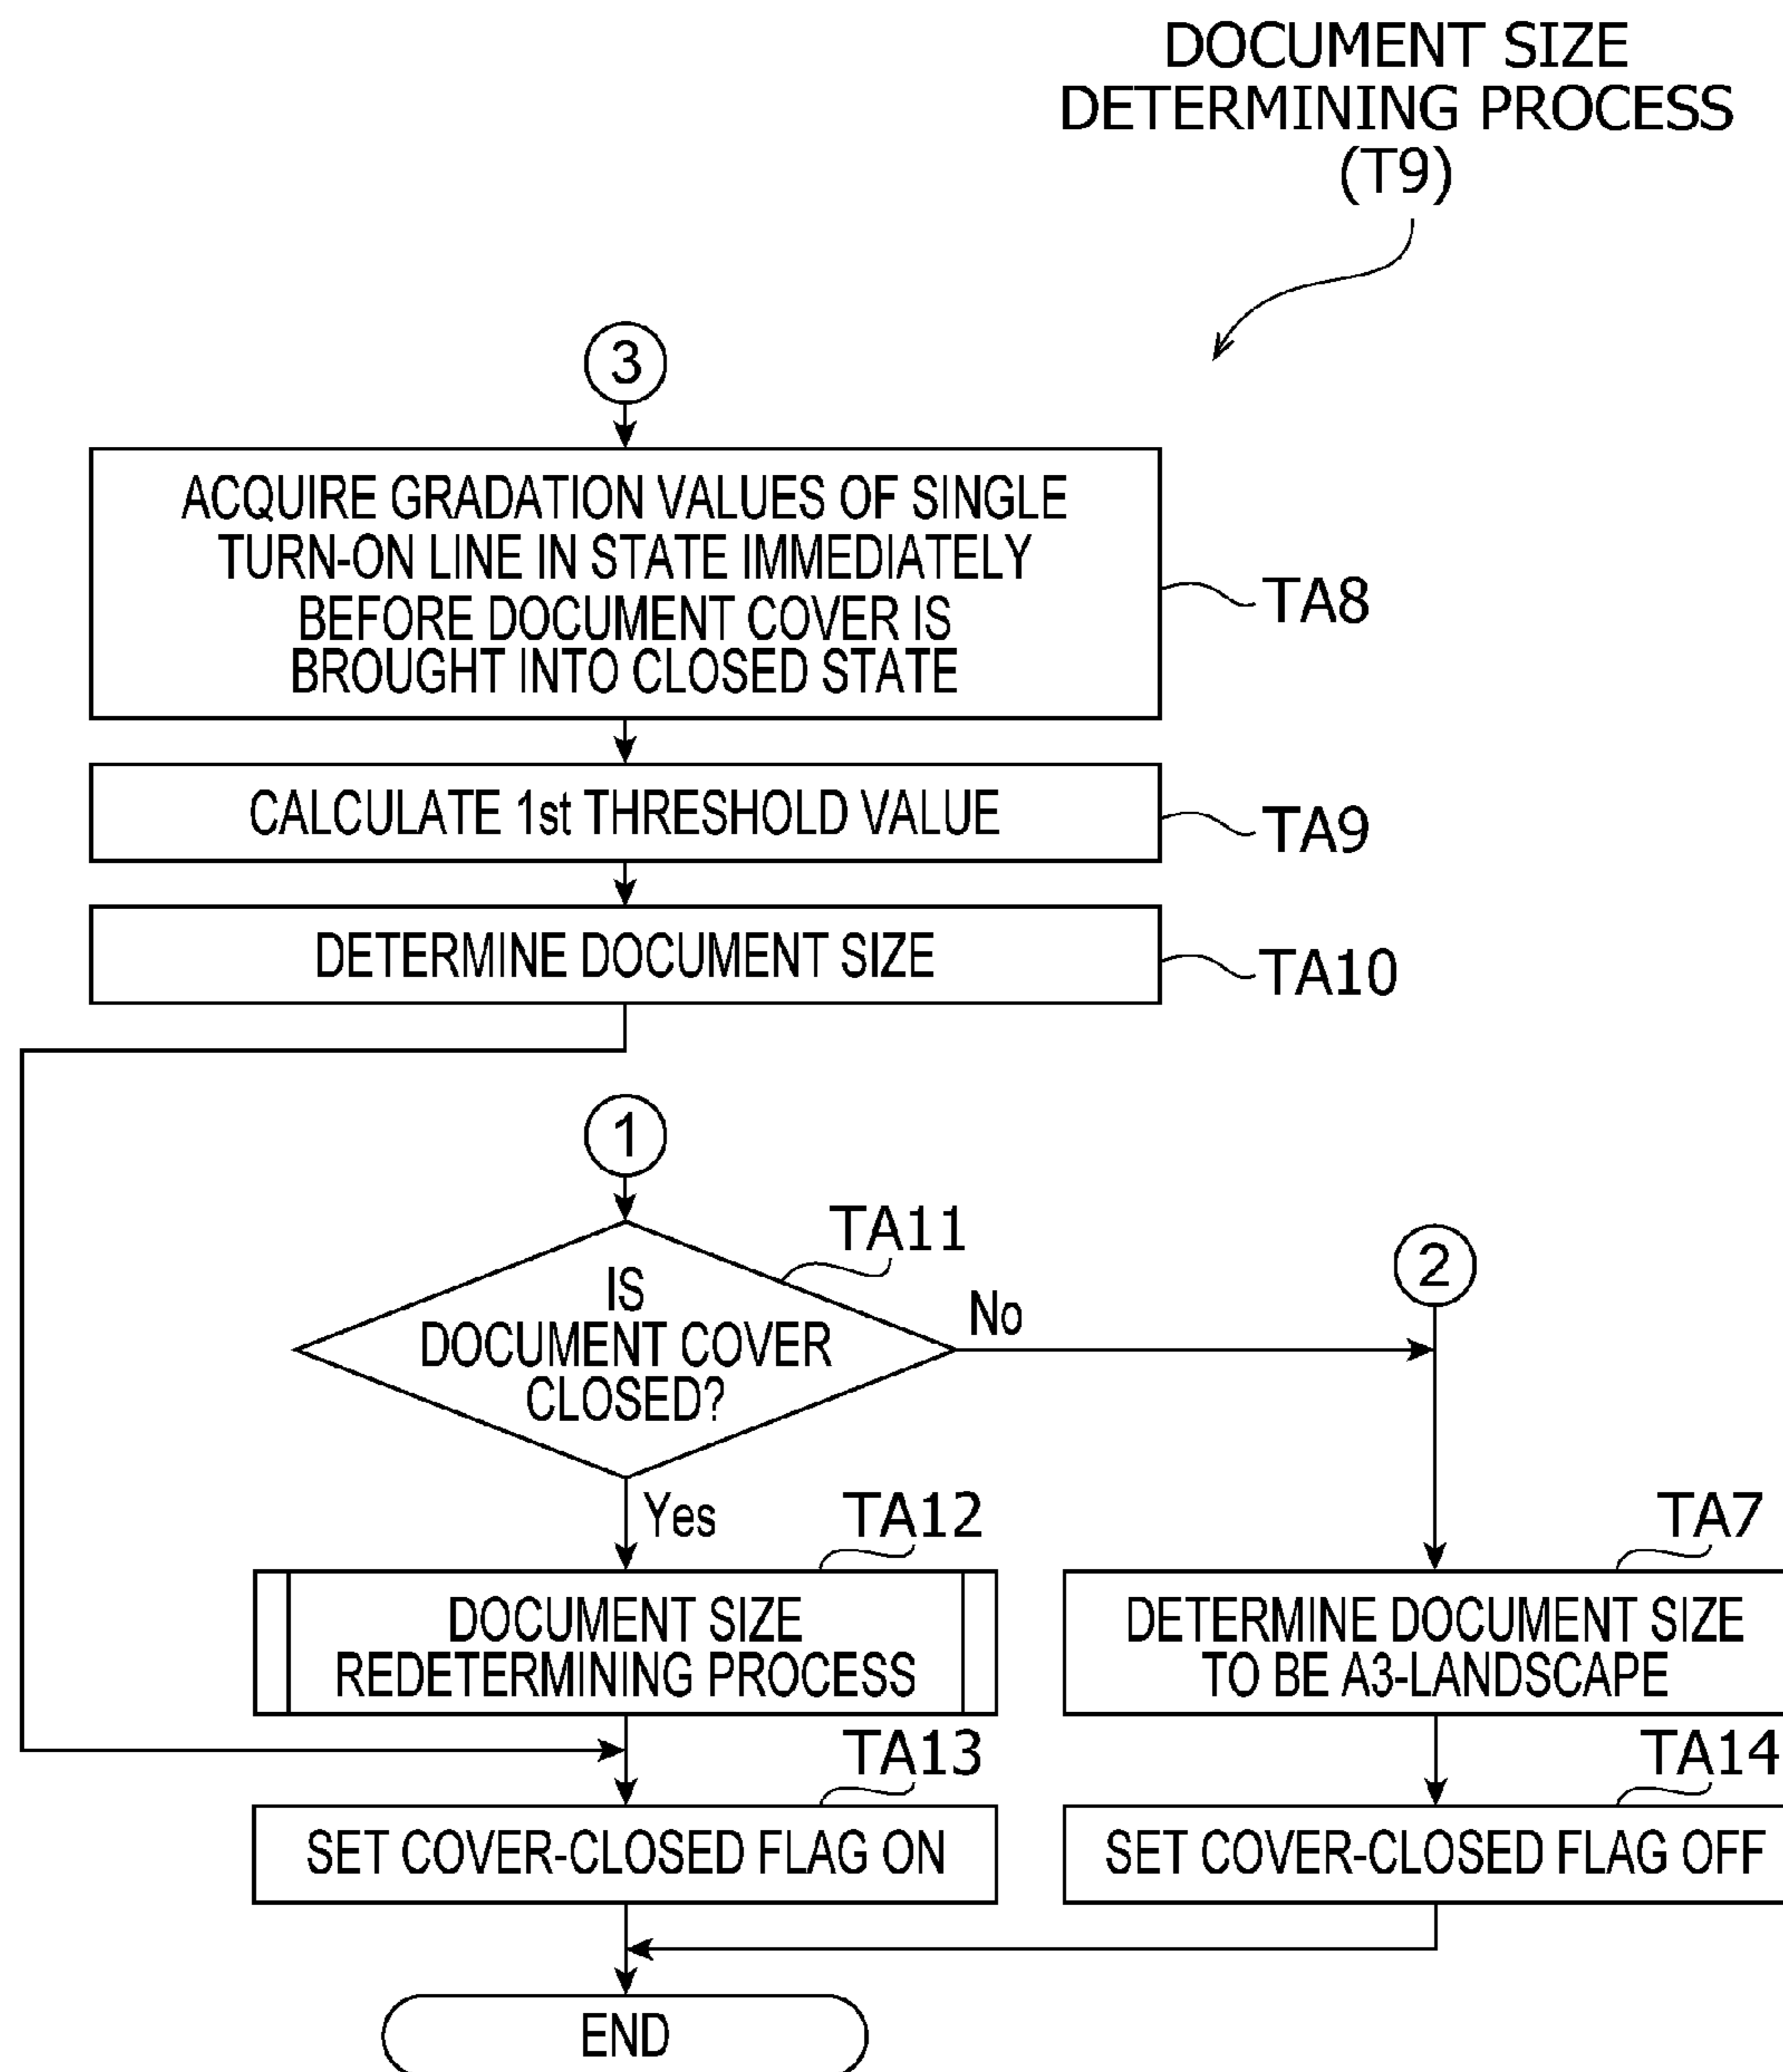 DOCUMENT SIZE
DETERMINING PROCESS
(T9)
3
ACQUIRE GRADATION VALUES OF SINGLE
TURN-ON LINE IN STATE IMMEDIATELY
BEFORE DOCUMENT COVER IS
BROUGHT INTO CLOSED STATE
TA8
CALCULATE 1st THRESHOLD VALUE
TA9
DETERMINE DOCUMENT SIZE
TA10
1
TA11
IS
DOCUMENT COVER
CLOSED?
No
2
Yes
TA12
DOCUMENT SIZE
REDETERMINING PROCESS
TA7
DETERMINE DOCUMENT SIZE
TO BE A3-LANDSCAPE
TA13
SET COVER-CLOSED FLAG ON
TA14
SET COVER-CLOSED FLAG OFF
END